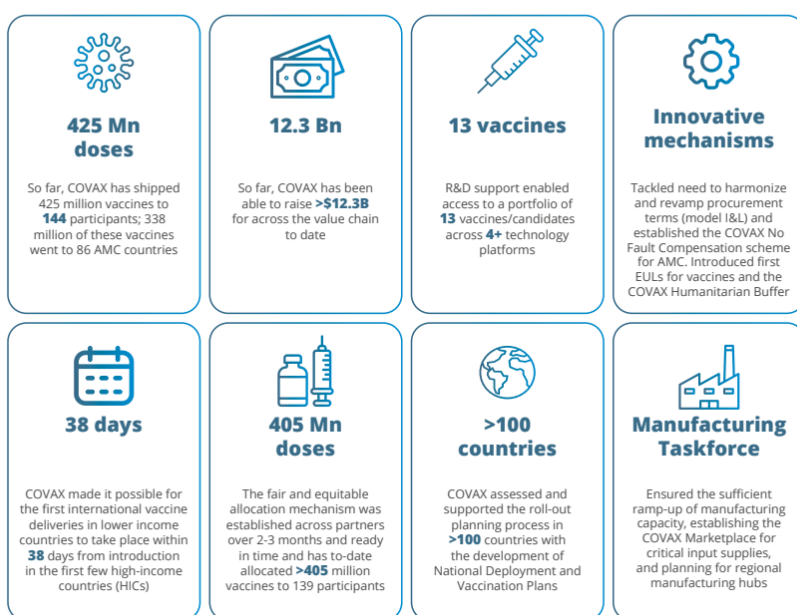 425 Mn
doses
So far, COVAX has shipped
425 million vaccines to
144 participants; 338
million of these vaccines
went to 86 AMC countries
12.3 Bn
So far, COVAX has been
able to raise >$12.3B
for across the value chain
to date
13 vaccines
R&D support enabled
access to a portfolio of
13 vaccines/candidates
across 4+ technology
platforms
Innovative
mechanisms
Tackled need to harmonize
and revamp procurement
terms (model I&L) and
established the COVAX No
Fault Compensation scheme
for AMC. Introduced first
EULs for vaccines and the
COVAX Humanitarian Buffer
38 days
COVAX made it possible for
the first international vaccine
deliveries in lower income
countries to take place within
38 days from introduction
in the first few high-income
countries (HICs)
405 Mn
doses
The fair and equitable
allocation mechanism was
established across partners
over 2-3 months and ready
in time and has to-date
allocated >405 million
vaccines to 139 participants
>100
countries
COVAX assessed and
supported the roll-out
planning process in
>100 countries with
the development of
National Deployment and
Vaccination Plans
Manufacturing
Taskforce
Ensured the sufficient
ramp-up of manufacturing
capacity, establishing the
COVAX Marketplace for
critical input supplies,
and planning for regional
manufacturing hubs